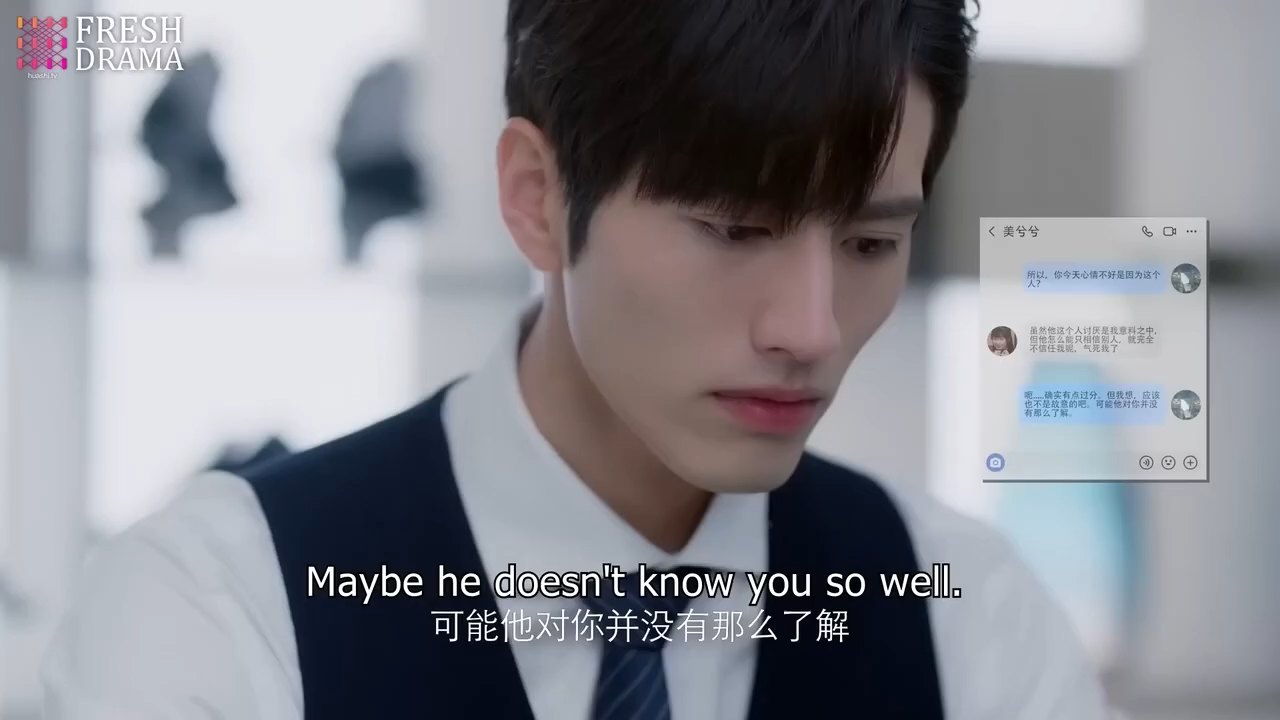 FRESH
DRAMA
huashi.tv
美兮兮
所以，你今天心情不好是因为这个
人？
虽然他这个人讨厌是我意料之中,
但他怎么能只相信别人，就完全
不信任我呢，气死我了
呃.....确实有点过分。但我想，应该
也不是故意的吧。可能他对你并没
有那么了解。
Maybe he doesn't know you so well.
可能他对你并没有那么了解